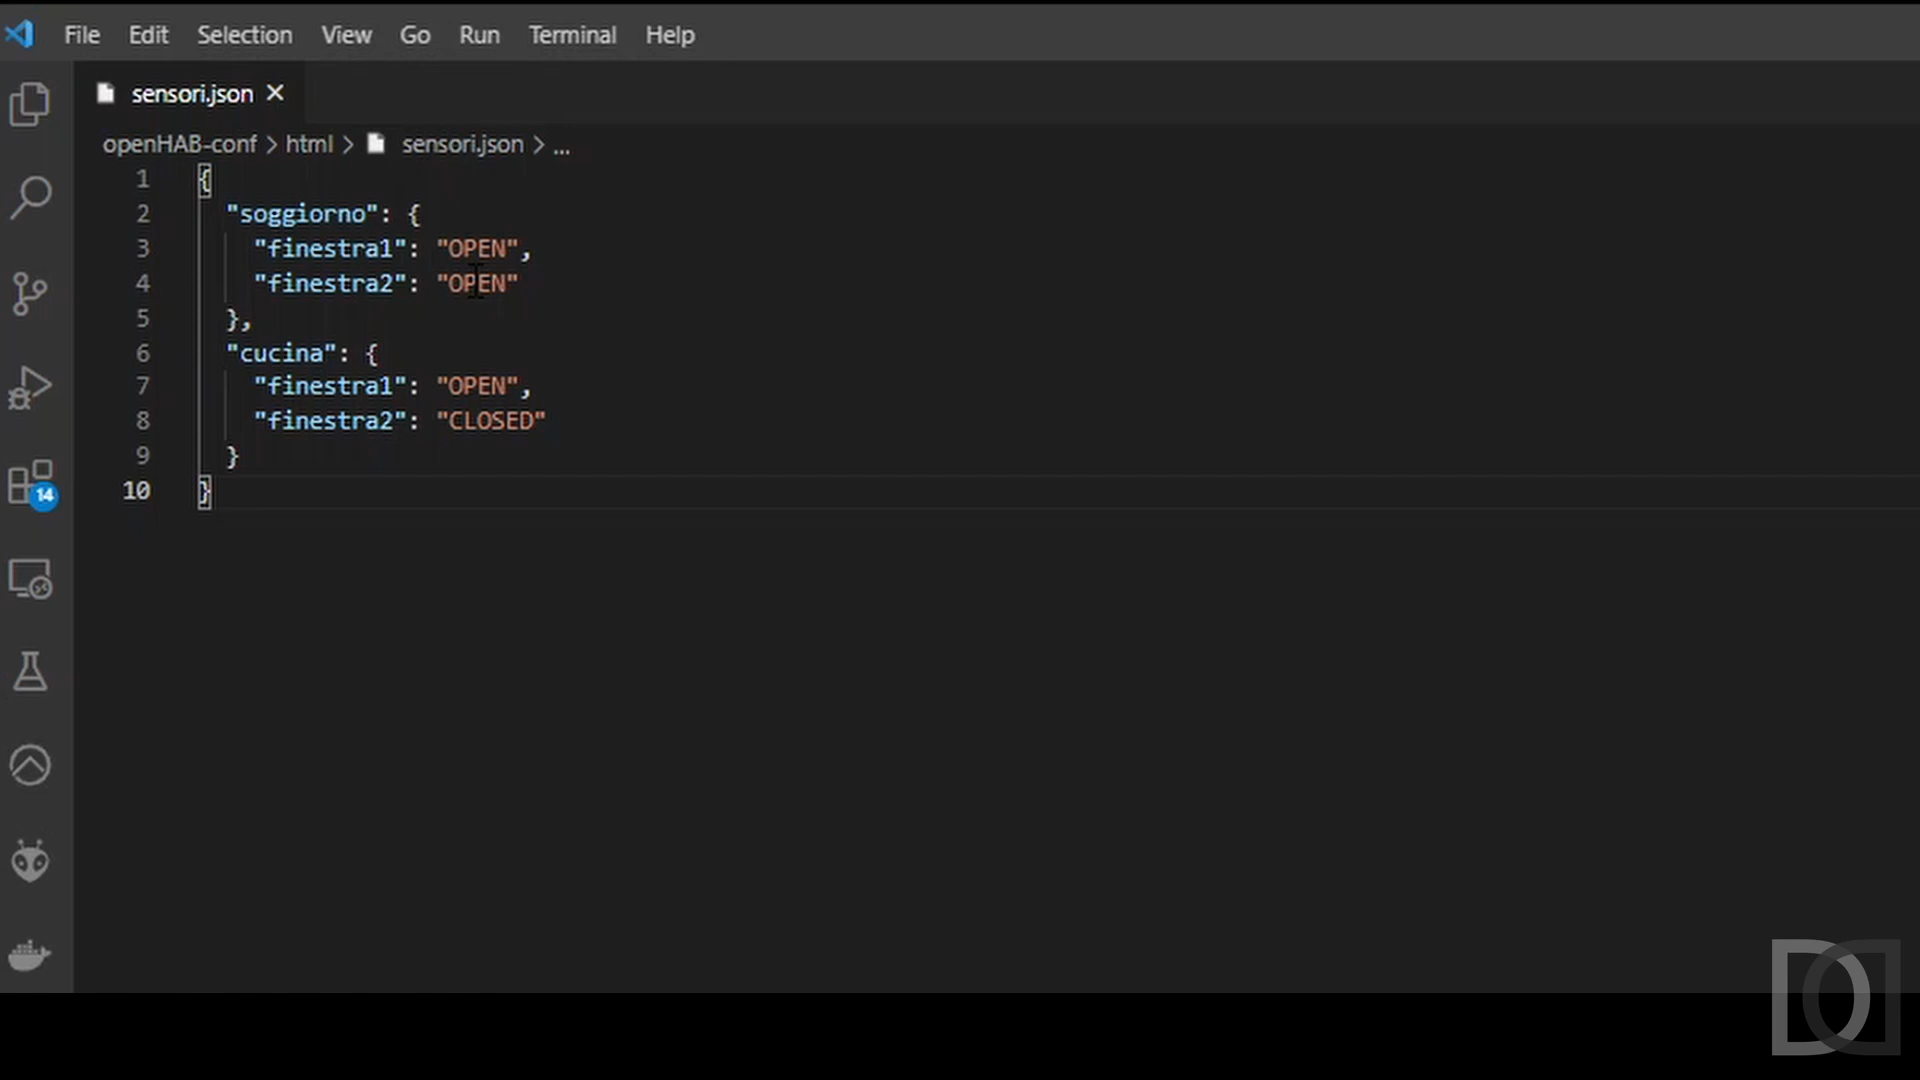 File Edit Selection View Go Run Terminal Help
sensori.json
openHAB-conf > html > sensori.json > ...
1 {
2 "soggiorno": {
3 "finestra1": "OPEN",
4 "finestra2": "OPEN"
5 },
6 "cucina": {
7 "finestra1": "OPEN",
8 "finestra2": "CLOSED"
9 }
10 }
14
DD